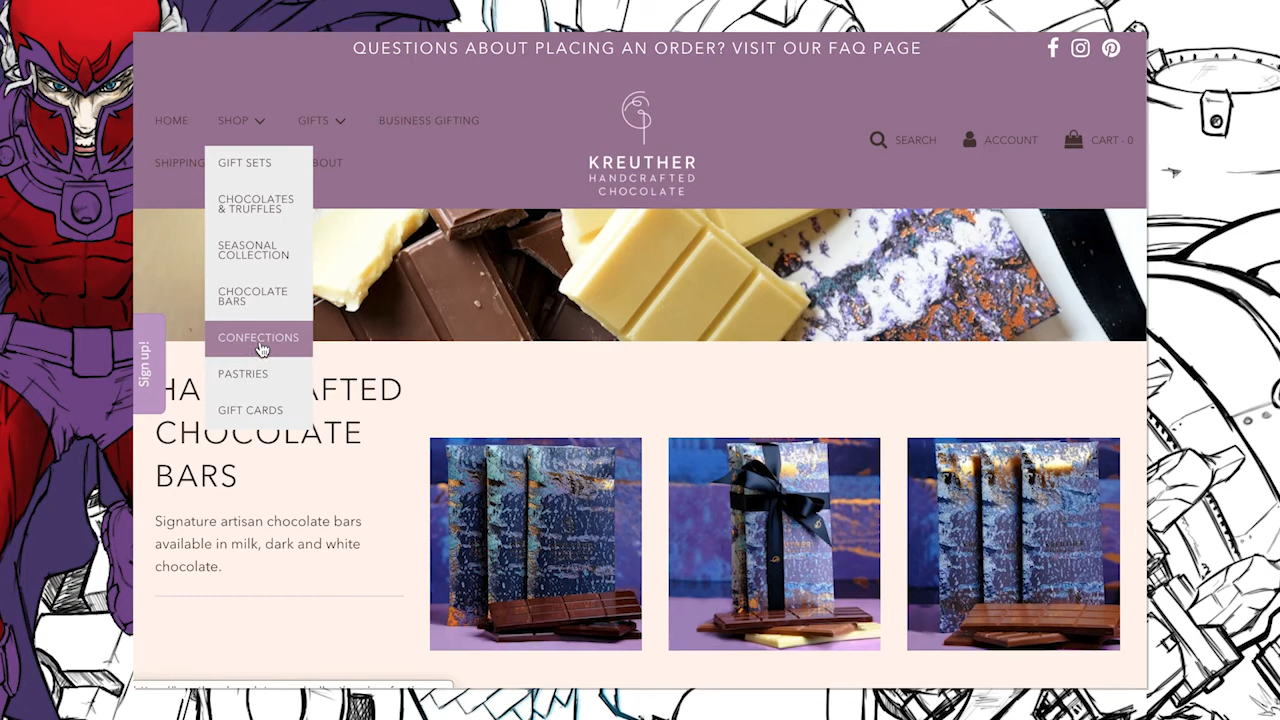 QUESTIONS ABOUT PLACING AN ORDER? VISIT OUR FAQ PAGE
HOME
SHOP
GIFTS
BUSINESS GIFTING
SHIPPING
BOUT
KREUTHER
HANDCRAFTED
CHOCOLATE
SEARCH
ACCOUNT
CART - 0
GIFT SETS
CHOCOLATES
& TRUFFLES
SEASONAL
COLLECTION
CHOCOLATE
BARS
CONFECTIONS
PASTRIES
GIFT CARDS
Sign up!
HA AFTED
CHOCOLATE
BARS
Signature artisan chocolate bars
available in milk, dark and white
chocolate.